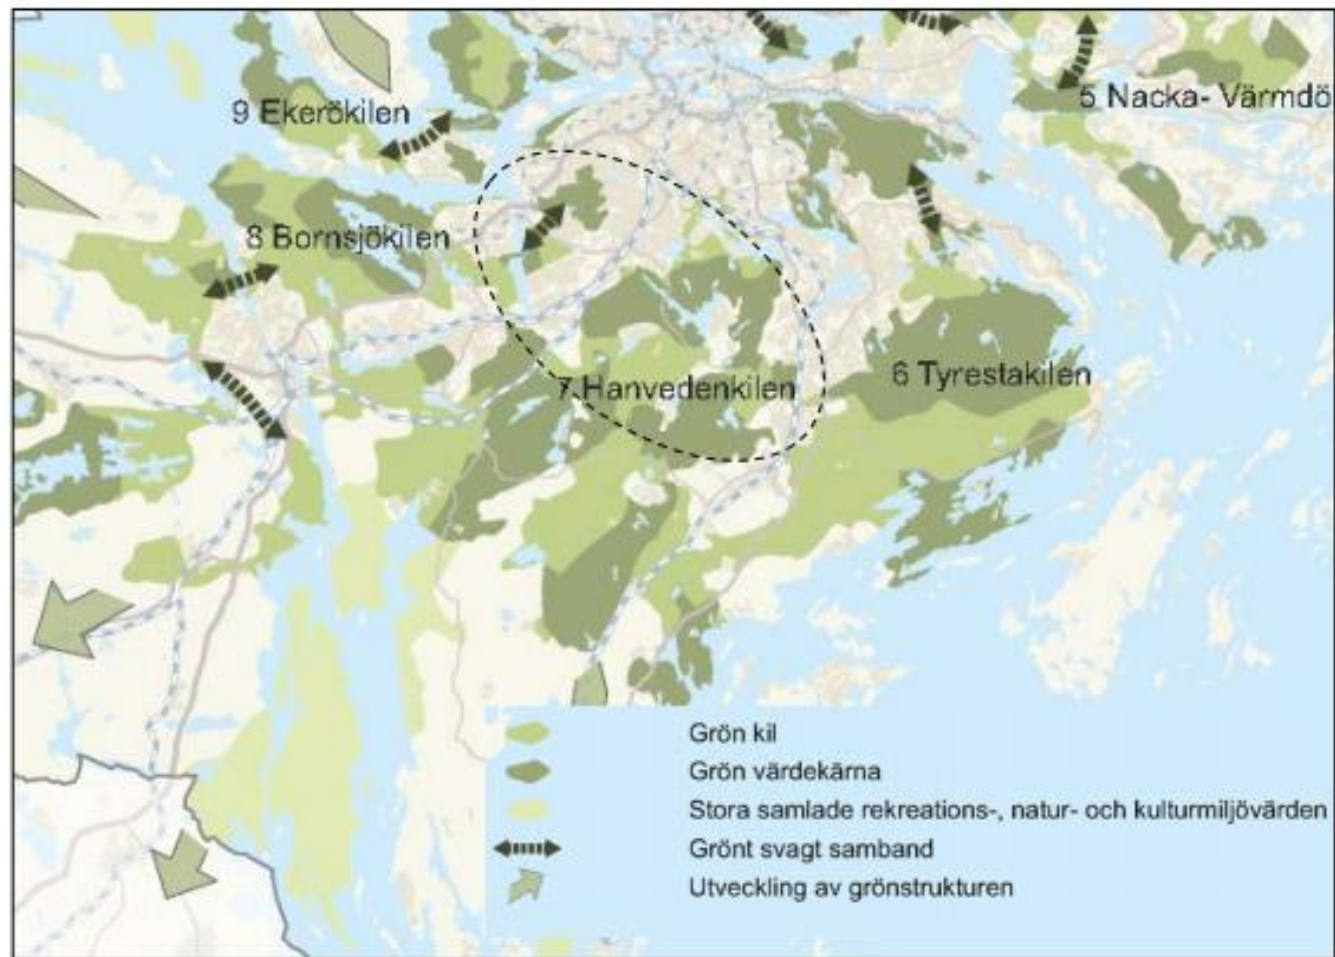 5 Nacka- Värmdö
9 Ekerökilen
8 Bornsjökilen
7 Hanvedenkilen
6 Tyrestakilen
Grön kil
Grön värdekärna
Stora samlade rekreations-, natur- och kulturmiljövärden
Grönt svagt samband
Utveckling av grönstrukturen